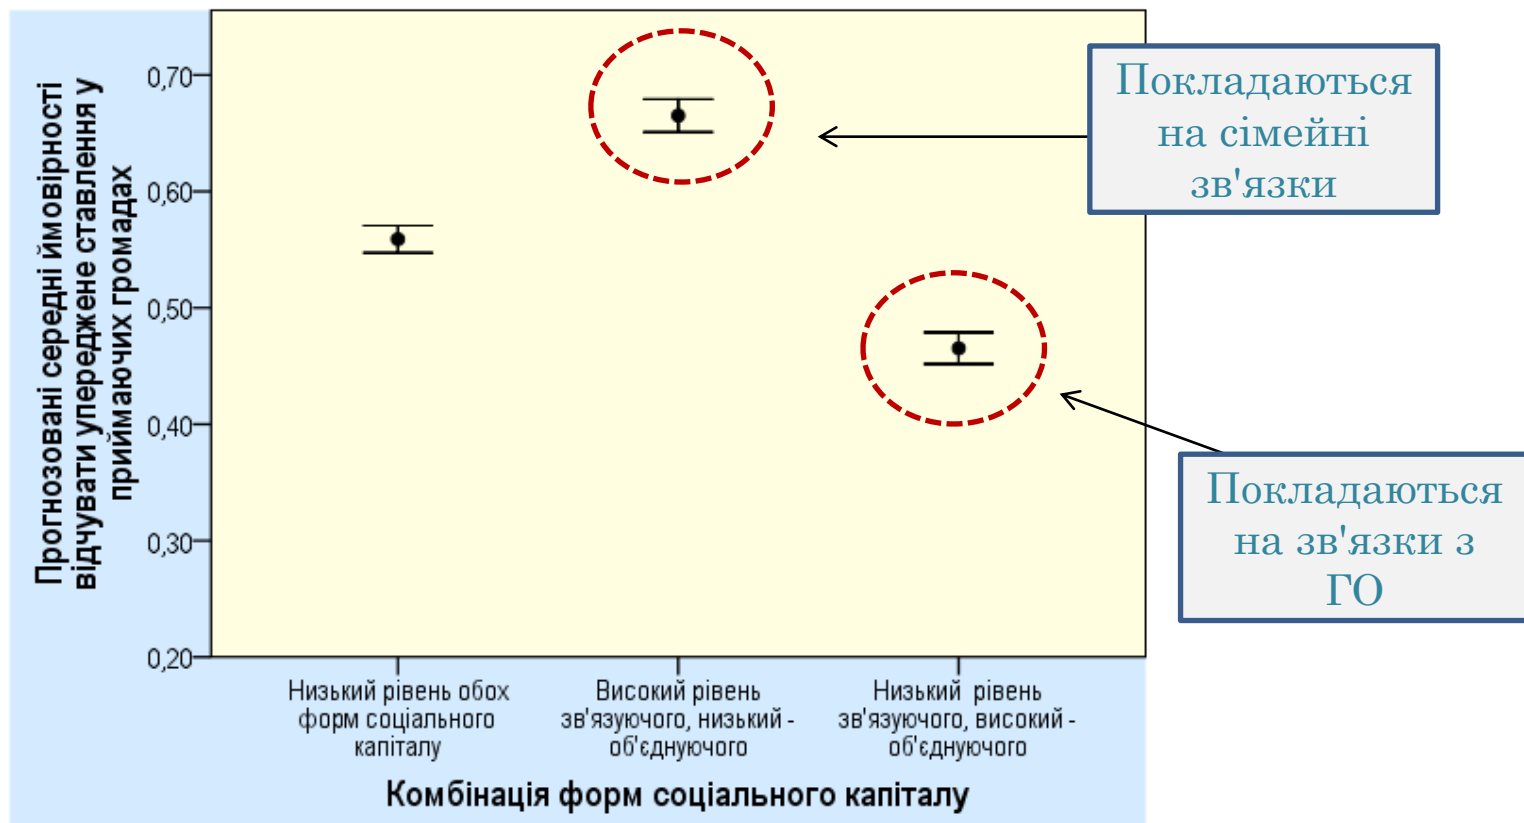 Прогнозовані середні ймовірності
відчувати упереджене ставлення у
приймаючих громадах
0,70
0,60
0,50
0,40
0,30
0,20
Покладаються
на сімейні
зв'язки
Покладаються
на зв'язки з
ГО
Низький рівень обох
форм соціального
капіталу
Високий рівень
зв'язуючого, низький -
об'єднуючого
Низький рівень
зв'язуючого, високий -
об'єднуючого
Комбінація форм соціального капіталу